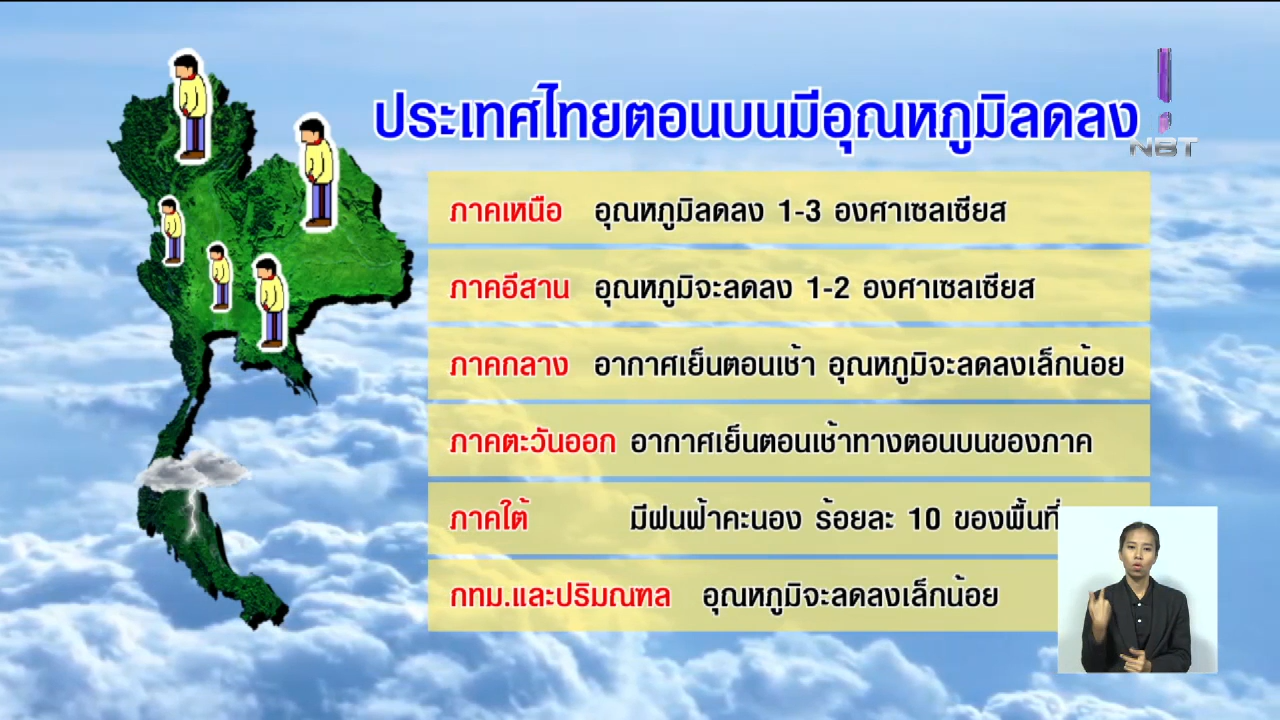 ประเทศไทยตอนบนมีอุณหภูมิลดลง
NBT
ภาคเหนือ อุณหภูมิลดลง 1-3 องศาเซลเซียส
ภาคอีสาน อุณหภูมิจะลดลง 1-2 องศาเซลเซียส
ภาคกลาง อากาศเย็นตอนเช้า อุณหภูมิจะลดลงเล็กน้อย
ภาคตะวันออก อากาศเย็นตอนเช้าทางตอนบนของภาค
ภาคใต้ มีฝนฟ้าคะนอง ร้อยละ 10 ของพื้นที่
กทม.และปริมณฑล อุณหภูมิจะลดลงเล็กน้อย